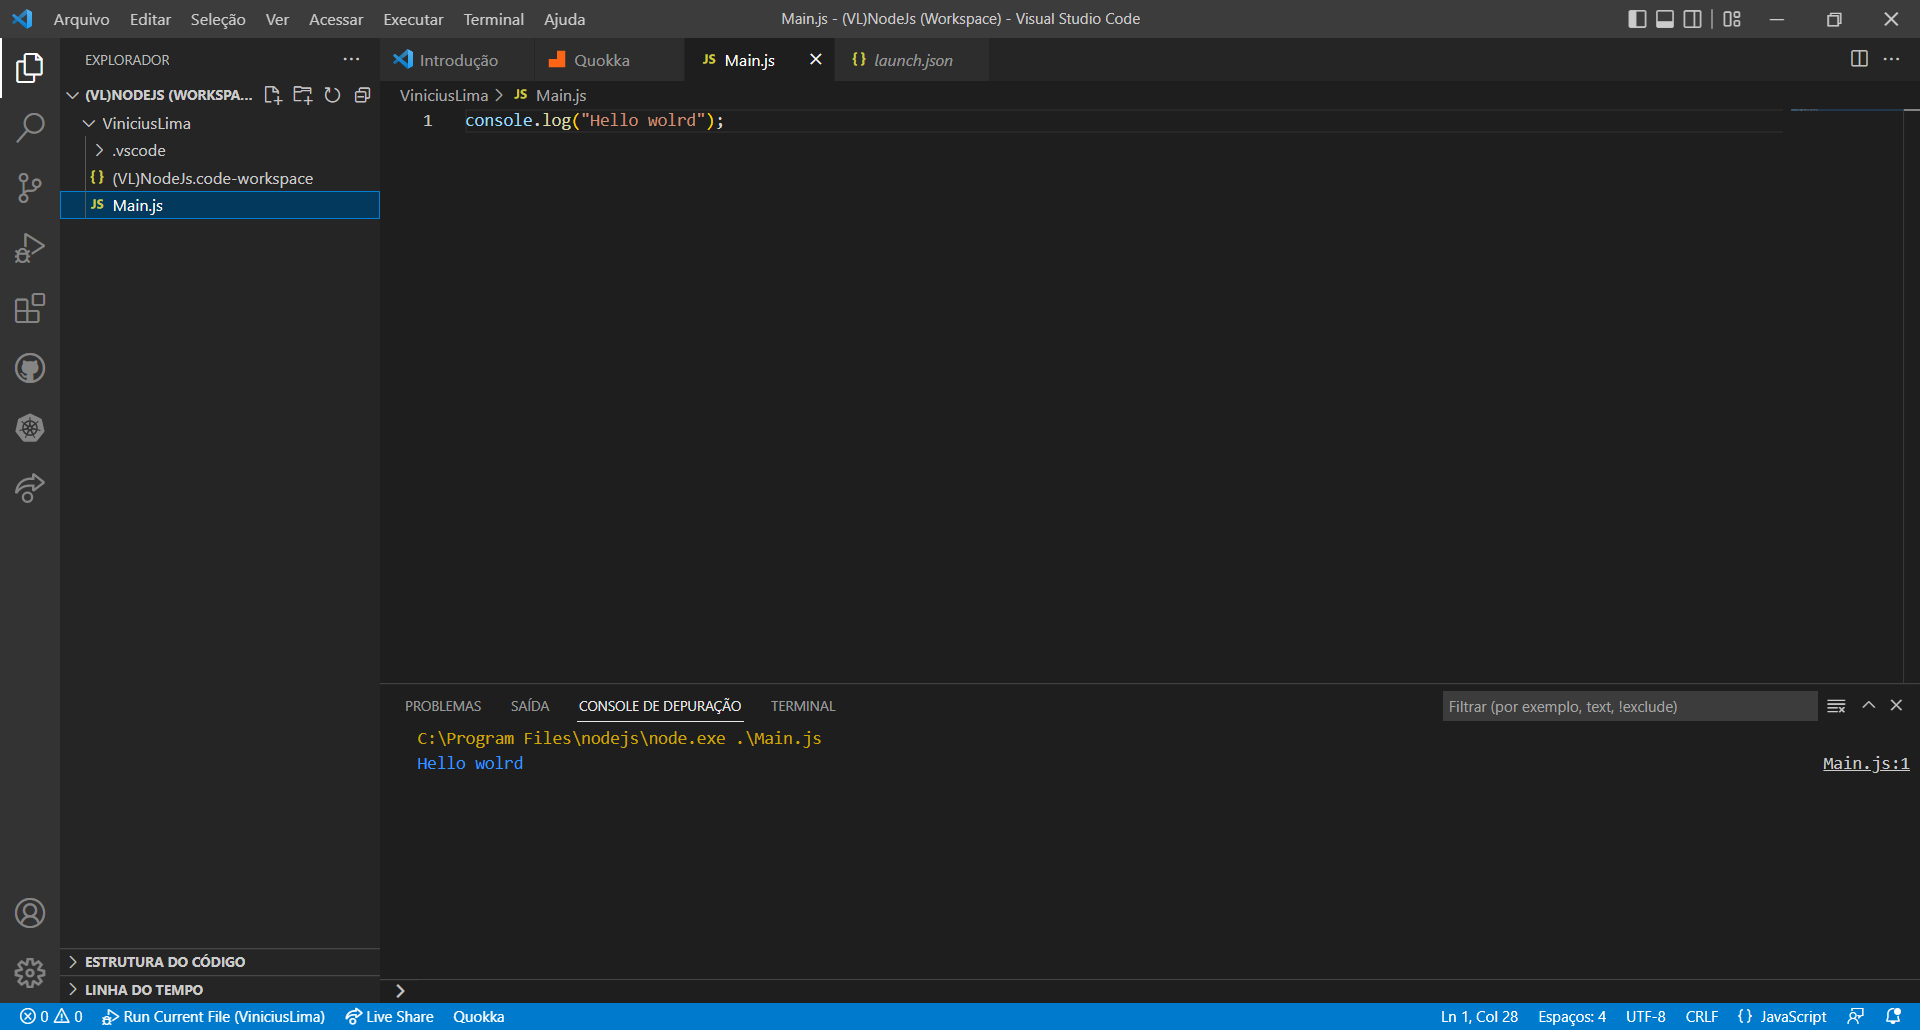 Arquivo Editar Seleção Ver Acessar Executar Terminal Ajuda
Main.js - (VL)NodeJs (Workspace) - Visual Studio Code
EXPLORADOR
(VL)NODEJS (WORKSPA...
ViniciusLima
.vscode
{} (VL)NodeJs.code-workspace
JS Main.js
Introdução
Quokka
JS Main.js
{} launch.json
ViniciusLima > JS Main.js
1 console.log("Hello wolrd");
PROBLEMAS SAÍDA CONSOLE DE DEPURAÇÃO TERMINAL
Filtrar (por exemplo, text, !exclude)
C:\Program Files\nodejs\node.exe .\Main.js
Hello wolrd
Main.js:1
ESTRUTURA DO CÓDIGO
LINHA DO TEMPO
0 0 Run Current File (ViniciusLima) Live Share Quokka
Ln 1, Col 28 Espaços: 4 UTF-8 CRLF {} JavaScript